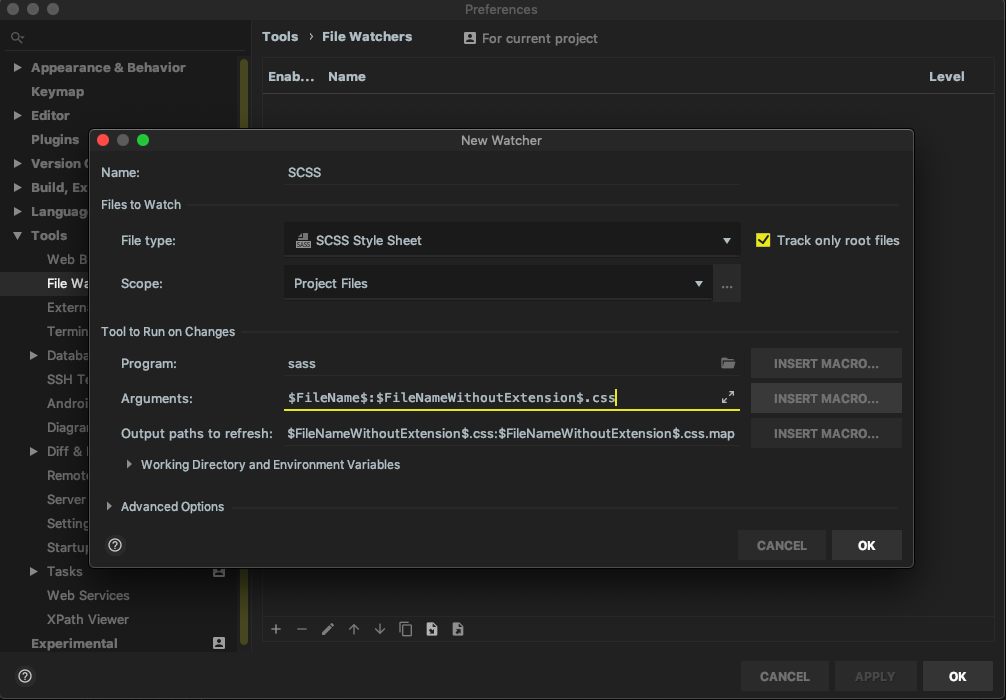 Preferences
Tools › File Watchers For current project
Appearance & Behavior
Keymap
Editor
Plugins
Version
Build, Ex
Languag
Tools
Web B
File Wa
Extern
Termin
Databa
SSH Te
Androi
Diagra
Diff &
Remot
Server
Setting
Startu
Tasks
Web Services
XPath Viewer
Experimental
Enab... Name Level
New Watcher
Name: SCSS
Files to Watch
File type: SASS SCSS Style Sheet Track only root files
Scope: Project Files ...
Tool to Run on Changes
Program: sass INSERT MACRO...
Arguments: $FileName$:$FileNameWithoutExtension$.css INSERT MACRO...
Output paths to refresh: $FileNameWithoutExtension$.css:$FileNameWithoutExtension$.css.map INSERT MACRO...
Working Directory and Environment Variables
Advanced Options
? CANCEL OK
? CANCEL APPLY OK